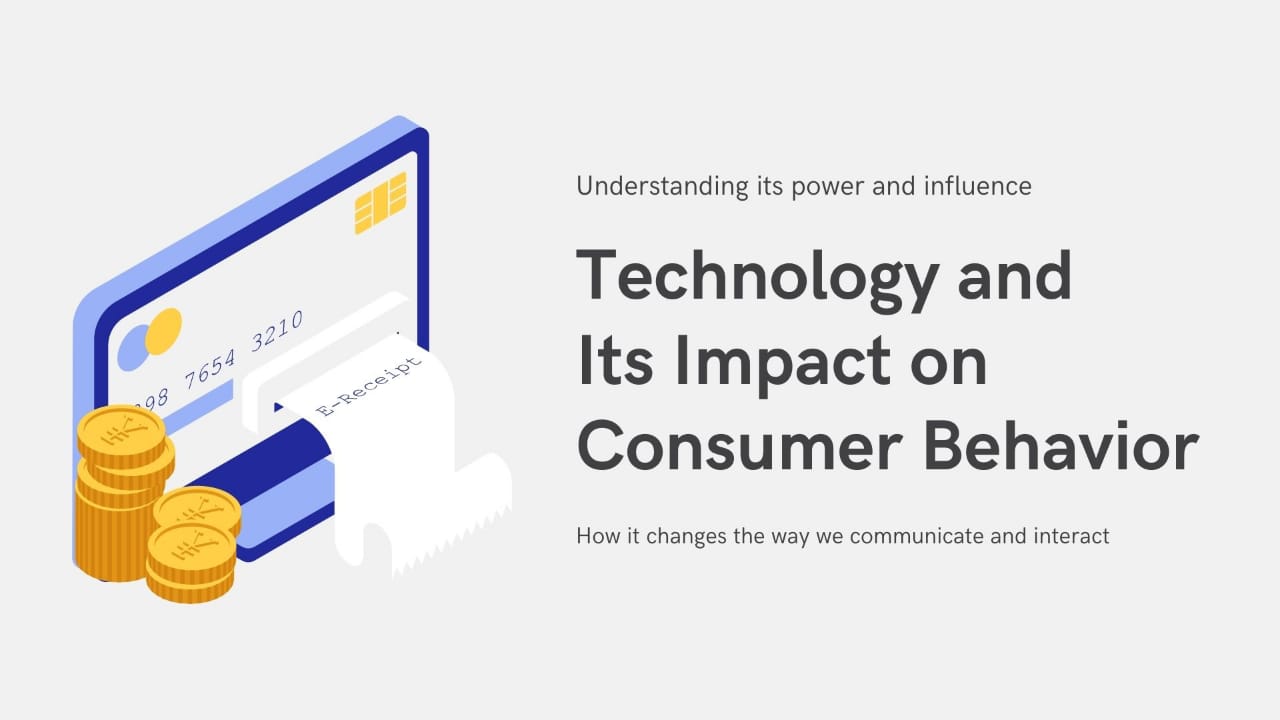 Understanding its power and influence
Technology and
Its Impact on
Consumer Behavior
How it changes the way we communicate and interact
98 7654 3210
E-Receipt